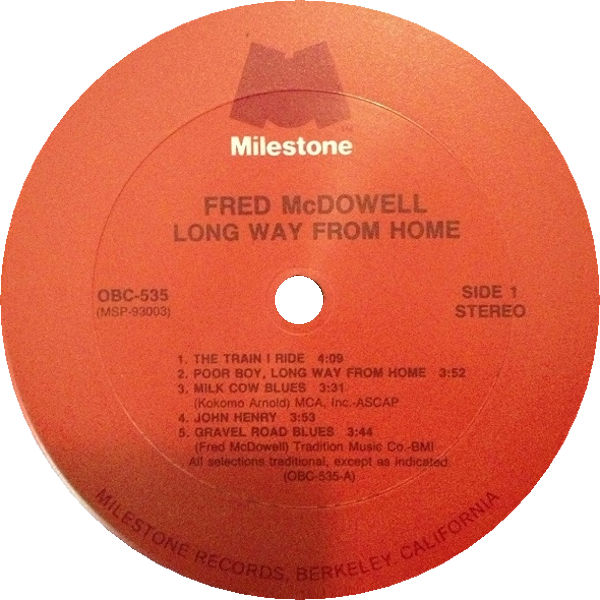 Milestone
FRED McDOWELL
LONG WAY FROM HOME
OBC-535
(MSP-93003)
SIDE 1
STEREO
1. THE TRAIN I RIDE 4:09
2. POOR BOY, LONG WAY FROM HOME 3:52
3. MILK COW BLUES 3:31
(Kokomo Arnold) MCA, Inc.-ASCAP
4. JOHN HENRY 3:53
5. GRAVEL ROAD BLUES 3:44
(Fred McDowell) Tradition Music Co.-BMI
All selections traditional, except as indicated
(OBC-535-A)
MILESTONE RECORDS, BERKELEY, CALIFORNIA